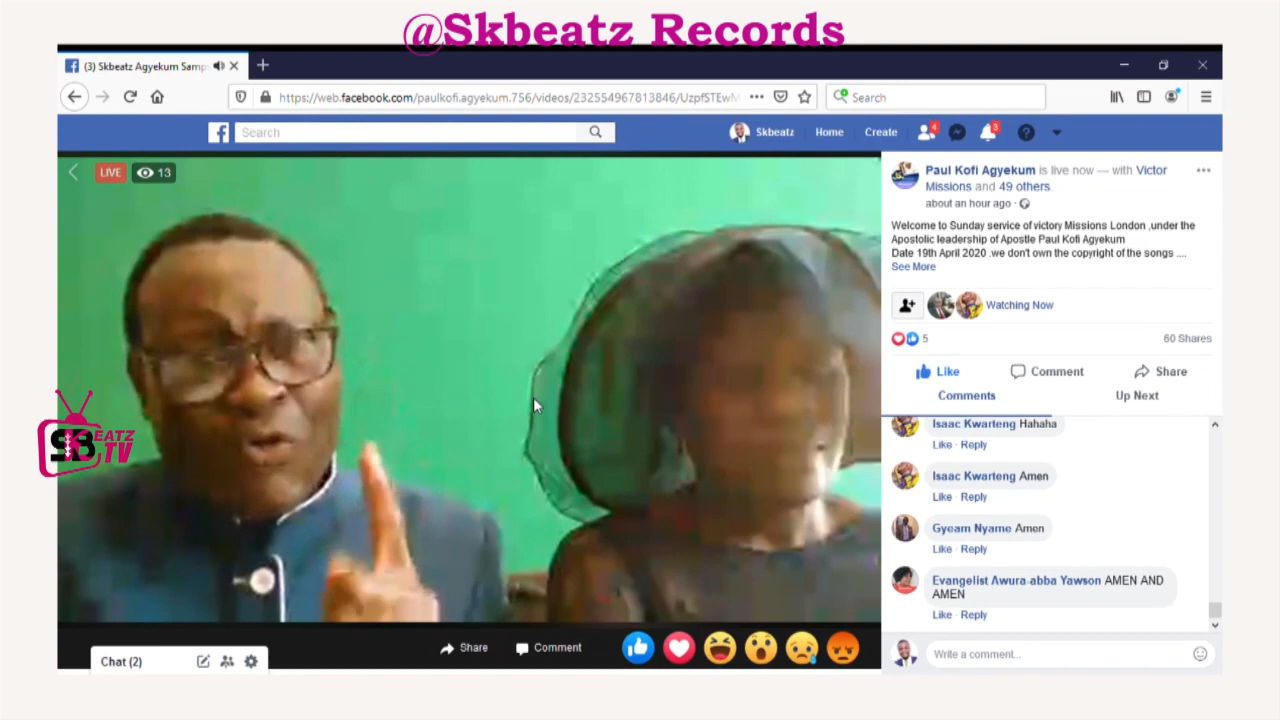 @Skbeatz Records
(3) Skbeatz Agyekum Samp
https://web.facebook.com/paulkofi.agyekum.756/videos/232554967813846/UzpfSTEwM
Search
Search
Skbeatz
Home
Create
4
3
LIVE
13
Paul Kofi Agyekum is live now — with Victor
Missions and 49 others
about an hour ago ·
Welcome to Sunday service of victory Missions London ,under the
Apostolic leadership of Apostle Paul Kofi Agyekum
Date 19th April 2020 .we don't own the copyright of the songs ....
See More
Watching Now
5
60 Shares
Like
Comment
Share
Comments
Up Next
Isaac Kwarteng Hahaha
Like · Reply
Isaac Kwarteng Amen
Like · Reply
Gyeam Nyame Amen
Like · Reply
Evangelist Awura-abba Yawson AMEN AND
AMEN
Like · Reply
Write a comment...
SBEATZ
TV
Chat (2)
Share
Comment